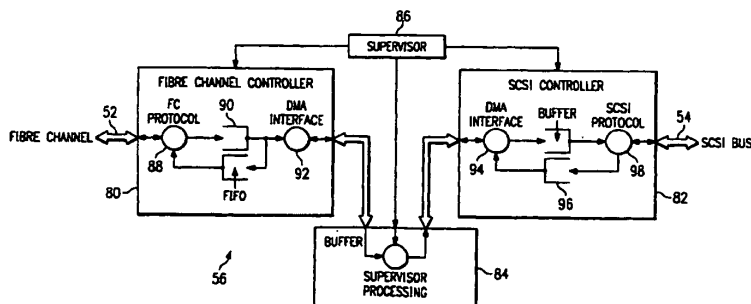 86
SUPERVISOR
FIBRE CHANNEL CONTROLLER
FC
PROTOCOL
90
DMA
INTERFACE
52
FIBRE CHANNEL
88
92
80
FIFO
SCSI CONTROLLER
DMA
INTERFACE
BUFFER
SCSI
PROTOCOL
54
SCSI BUS
94
98
96
82
BUFFER
SUPERVISOR
PROCESSING
84
56